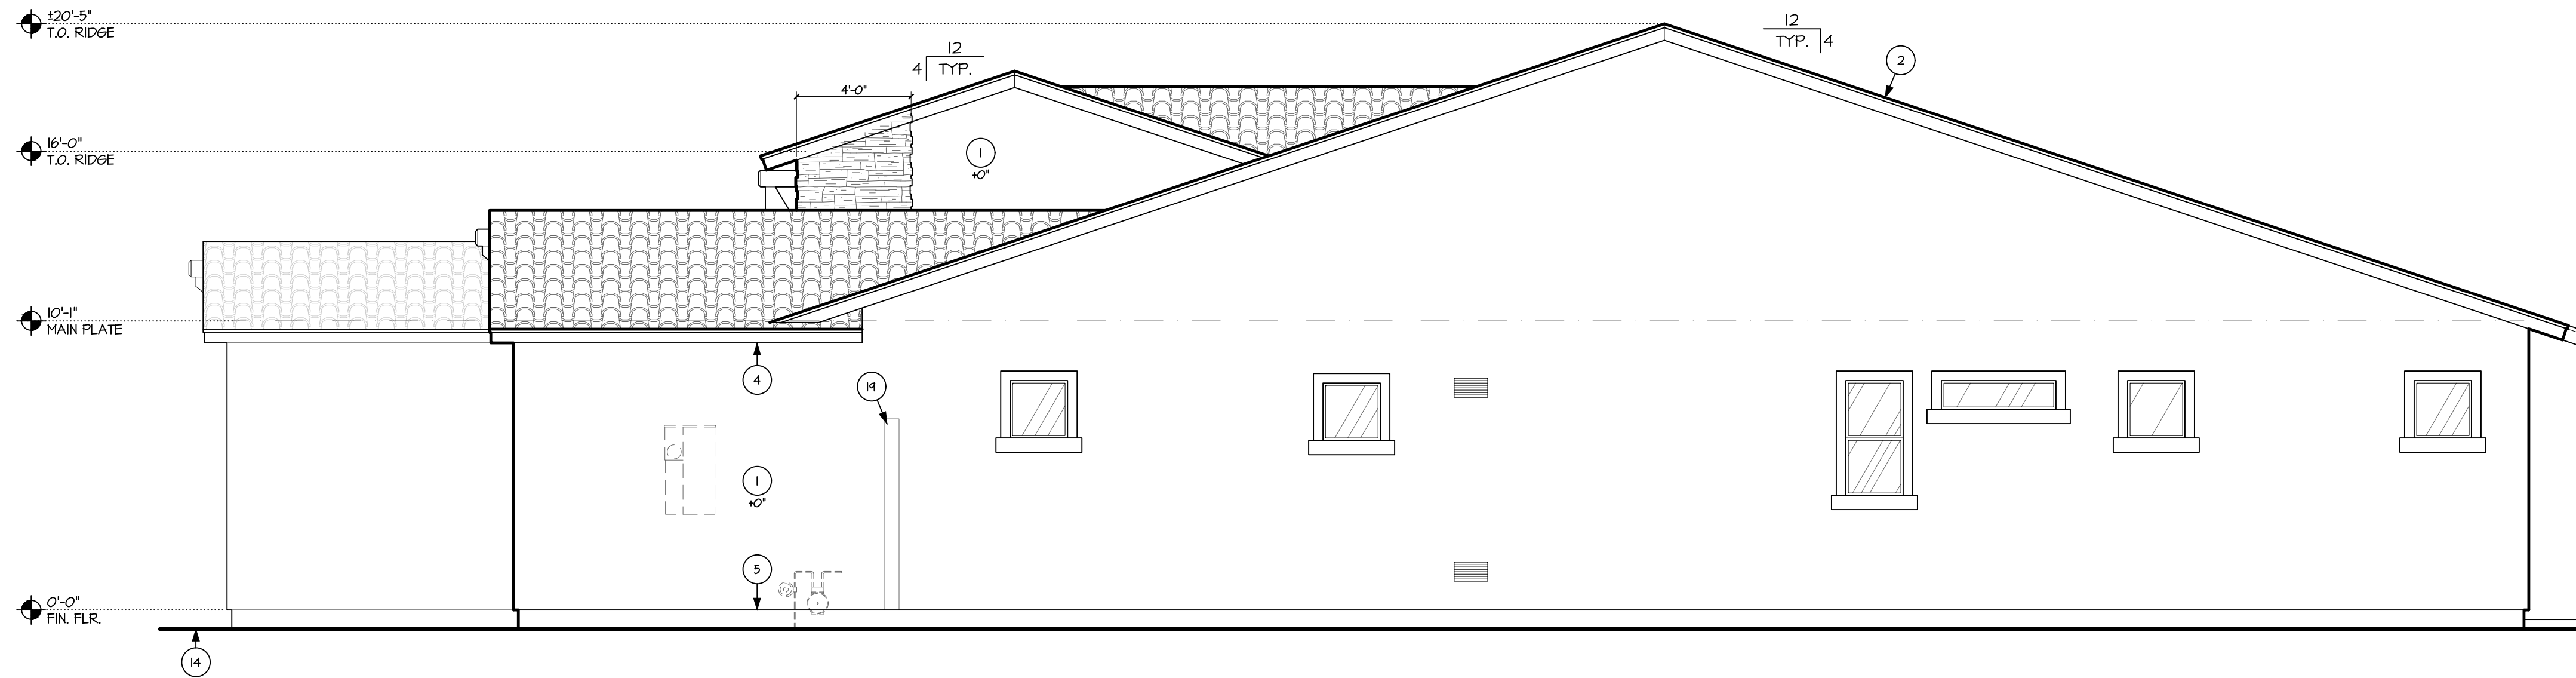 ±20'-5"
T.O. RIDGE
12
4 TYP.
12
TYP. 4
2
4'-0"
16'-0"
T.O. RIDGE
1
+0"
10'-1"
MAIN PLATE
4
19
1
+0"
5
0'-0"
FIN. FLR.
14